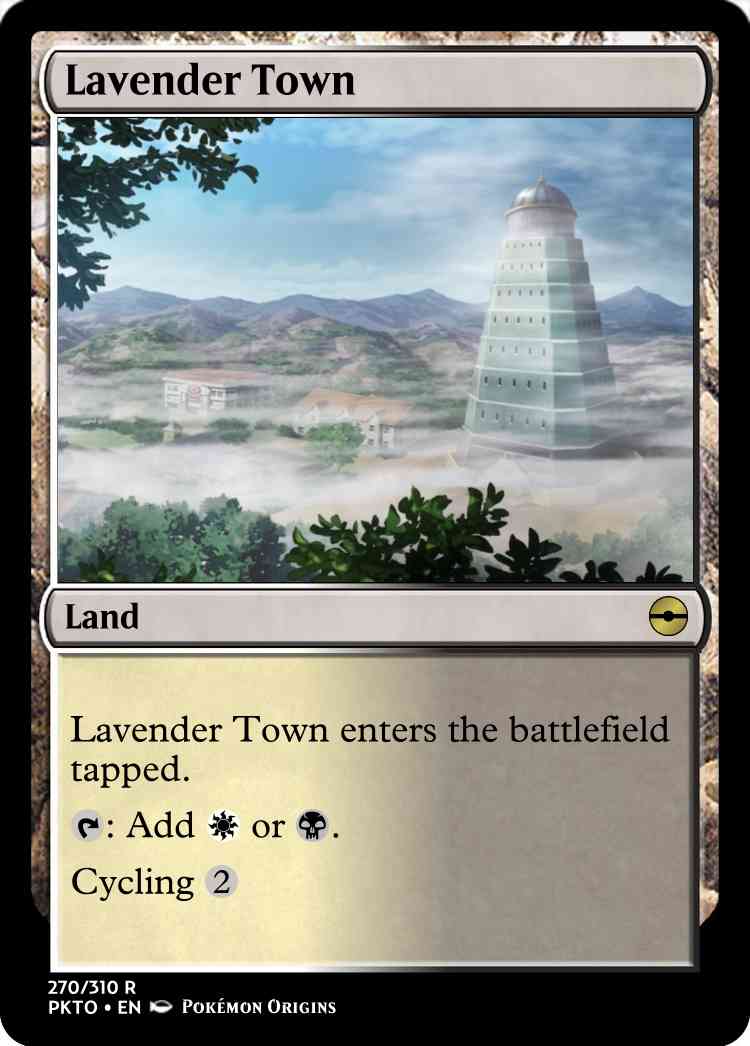 Lavender Town
Land
Lavender Town enters the battlefield
tapped.
: Add or .
Cycling 2
270/310 R
PKTO • EN Pokémon Origins